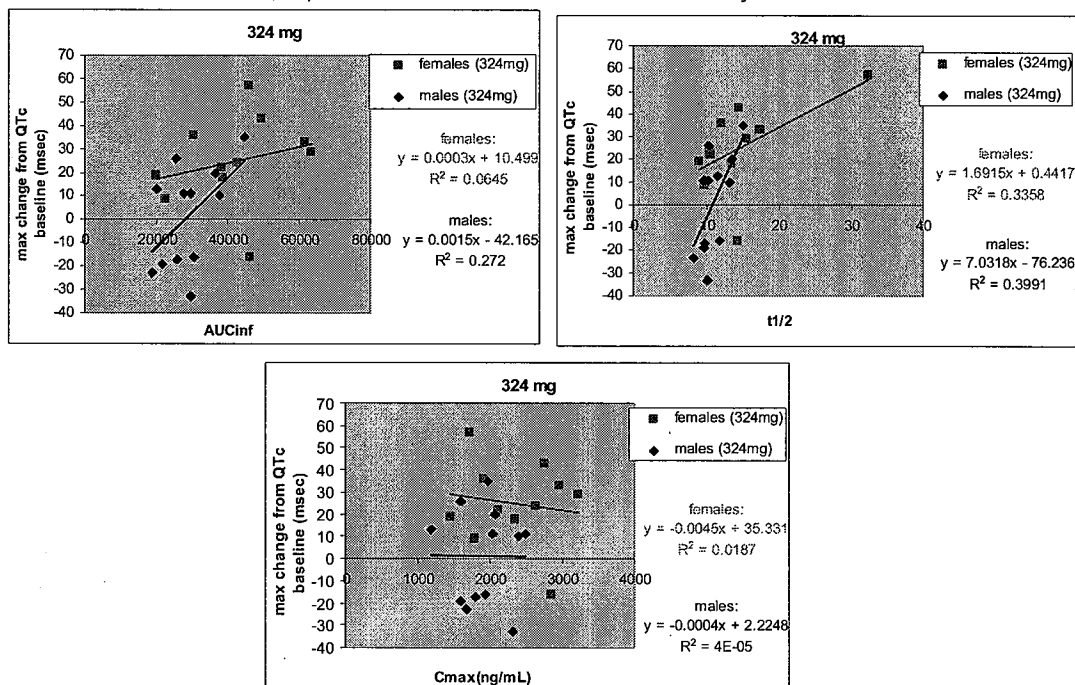 324 mg
70
60
50
40
30
20
10
0
-10
-20
-30
-40
0 20000 40000 60000 80000
max change from QTc
baseline (msec)
AUCinf
females (324mg)
males (324mg)
females:
y = 0.0003x + 10.499
R² = 0.0645
males:
y = 0.0015x - 42.165
R² = 0.272
324 mg
70
60
50
40
30
20
10
0
-10
-20
-30
-40
0 10 20 30 40
max change from QTc
baseline (msec)
t1/2
females (324mg)
males (324mg)
females:
y = 1.6915x + 0.4417
R² = 0.3358
males:
y = 7.0318x - 76.236
R² = 0.3991
324 mg
70
60
50
40
30
20
10
0
-10
-20
-30
-40
0 1000 2000 3000 4000
max change from QTc
baseline (msec)
Cmax(ng/mL)
females (324mg)
males (324mg)
females:
y = -0.0045x + 35.331
R² = 0.0187
males:
y = -0.0004x + 2.2248
R² = 4E-05